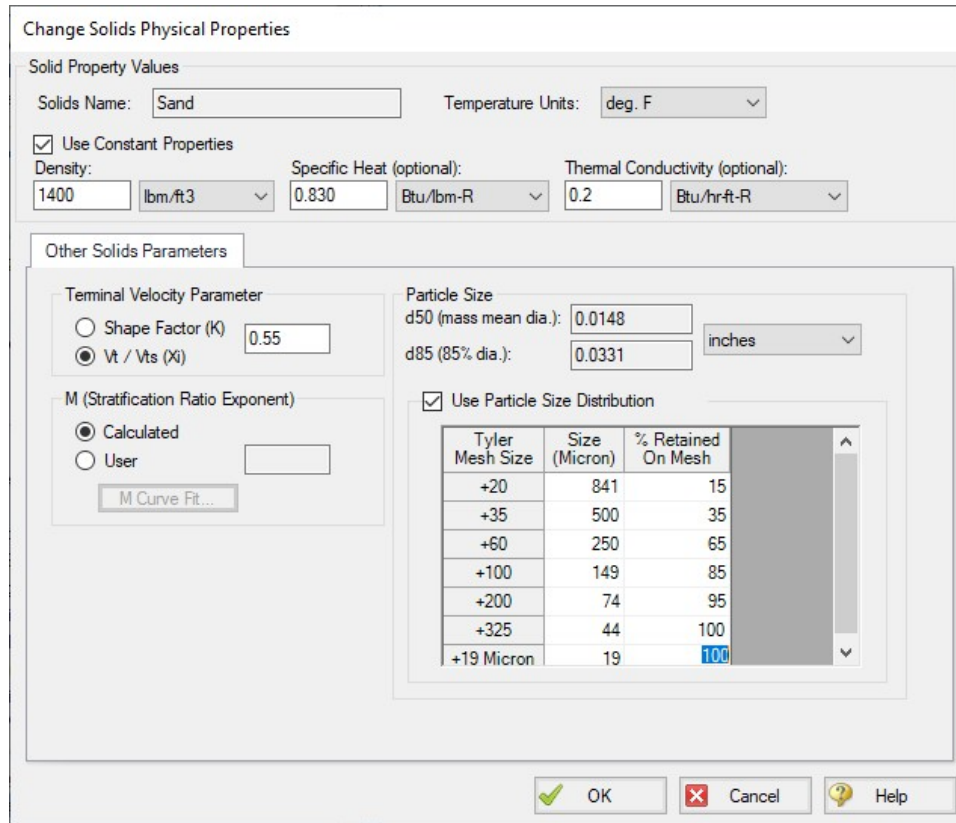 Change Solids Physical Properties
Solid Property Values
Solids Name: Sand Temperature Units: deg. F
Use Constant Properties
Density: Specific Heat (optional): Thermal Conductivity (optional):
1400 lbm/ft3 0.830 Btu/lbm-R 0.2 Btu/hr-ft-R
Other Solids Parameters
Terminal Velocity Parameter
Shape Factor (K)
0.55
Vt / Vts (Xi)
M (Stratification Ratio Exponent)
Calculated
User
M Curve Fit...
Particle Size
d50 (mass mean dia.): 0.0148
inches
d85 (85% dia.): 0.0331
Use Particle Size Distribution
Tyler Size % Retained
Mesh Size (Micron) On Mesh
+20 841 15
+35 500 35
+60 250 65
+100 149 85
+200 74 95
+325 44 100
+19 Micron 19 100
OK Cancel Help